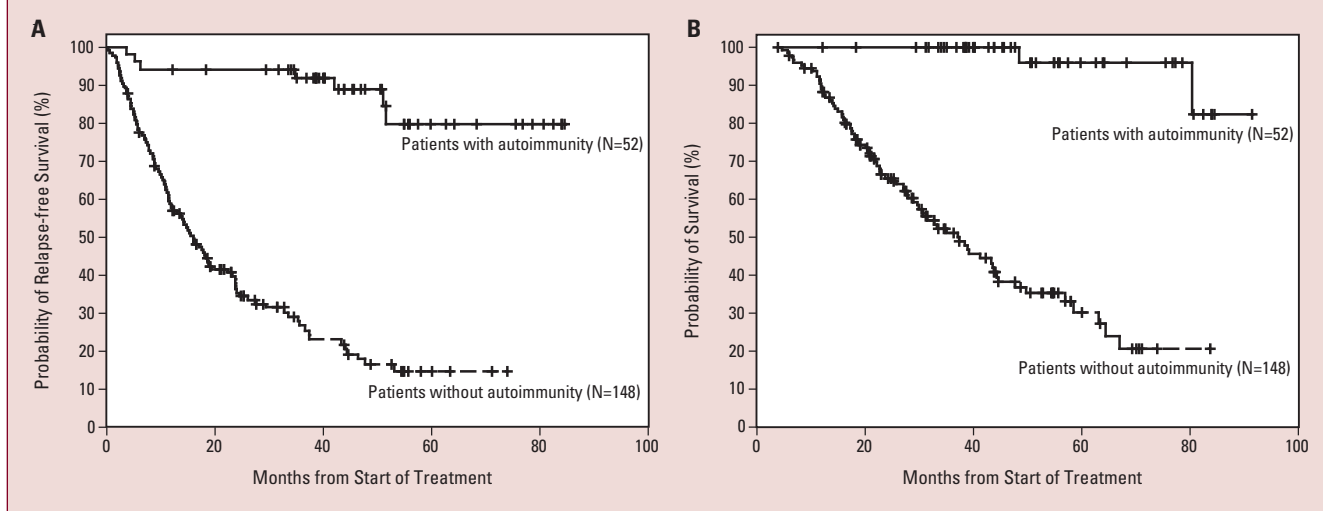 A
Probability of Relapse-free Survival (%)
100
90
80
70
60
50
40
30
20
10
0
Patients with autoimmunity (N=52)
Patients without autoimmunity (N=148)
0 20 40 60 80 100
Months from Start of Treatment
B
Probability of Survival (%)
100
90
80
70
60
50
40
30
20
10
0
Patients with autoimmunity (N=52)
Patients without autoimmunity (N=148)
0 20 40 60 80 100
Months from Start of Treatment